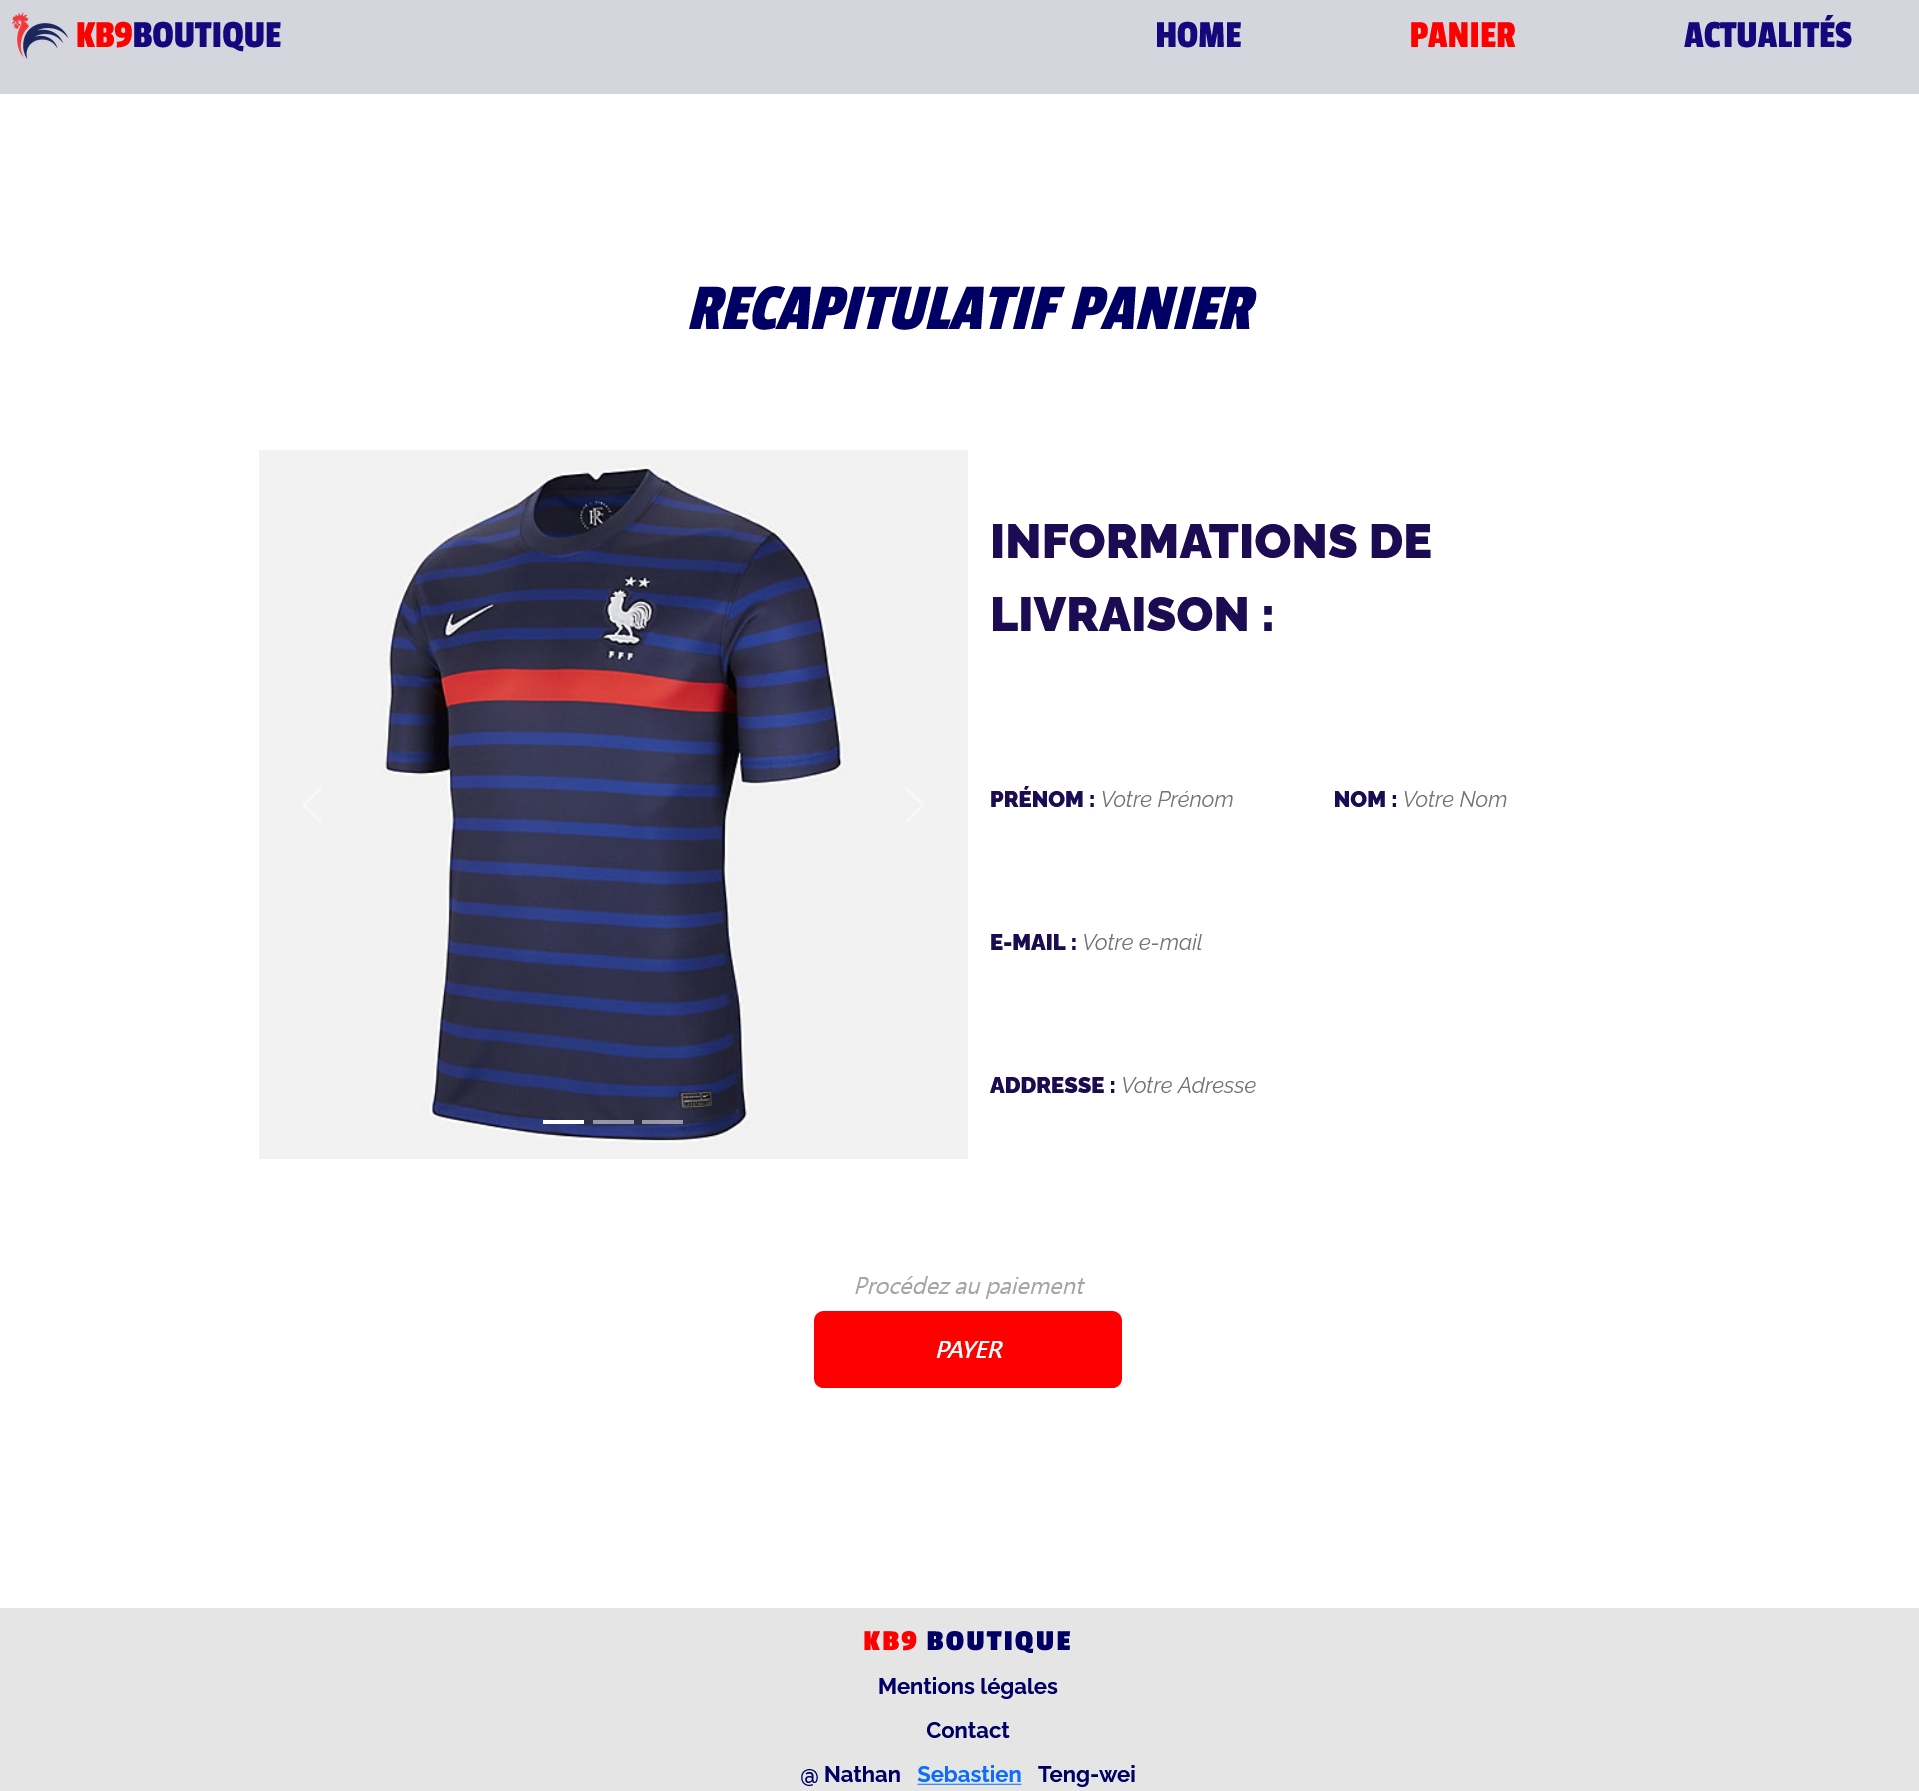 KB9BOUTIQUE
HOME
PANIER
ACTUALITÉS
RECAPITULATIF PANIER
FFF
INFORMATIONS DE
LIVRAISON :
PRÉNOM : Votre Prénom
NOM : Votre Nom
E-MAIL : Votre e-mail
ADDRESSE : Votre Adresse
Procédez au paiement
PAYER
KB9 BOUTIQUE
Mentions légales
Contact
@ Nathan Sebastien Teng-wei